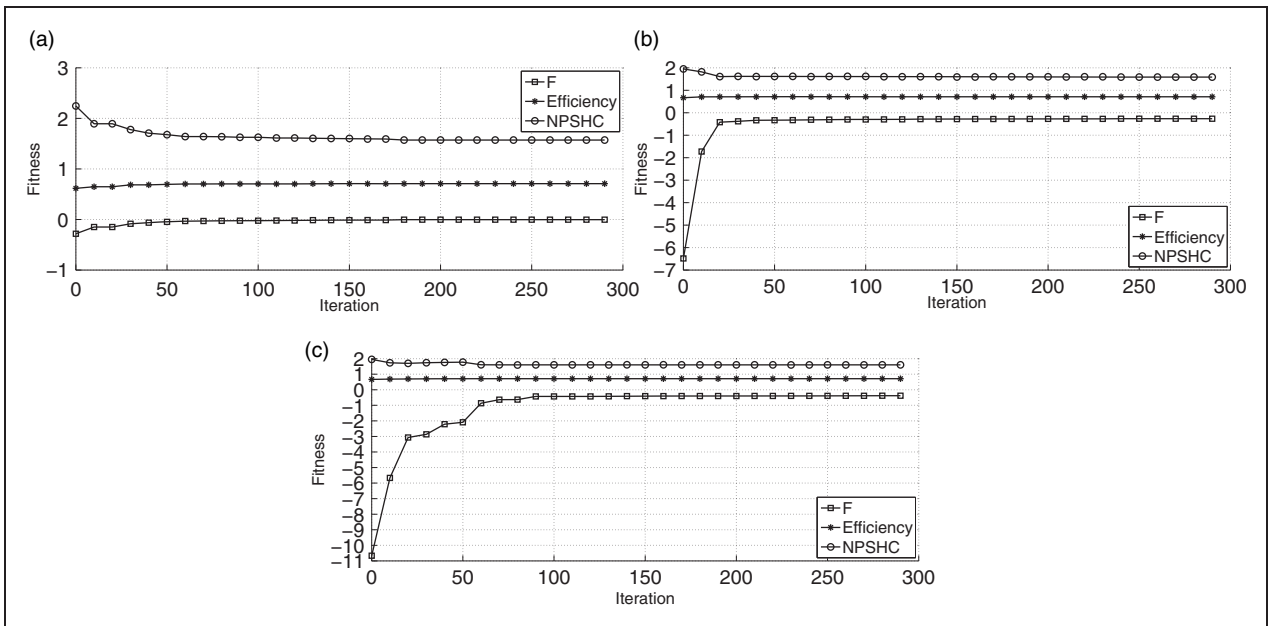 (a)
3
2
1
0
−1
Fitness
0
50
100
150
200
250
300
Iteration
F
Efficiency
NPSHC
(b)
2
1
0
−1
−2
−3
−4
−5
−6
−7
Fitness
0
50
100
150
200
250
300
Iteration
F
Efficiency
NPSHC
(c)
2
1
0
−1
−2
−3
−4
−5
−6
−7
−8
−9
−10
−11
Fitness
0
50
100
150
200
250
300
Iteration
F
Efficiency
NPSHC